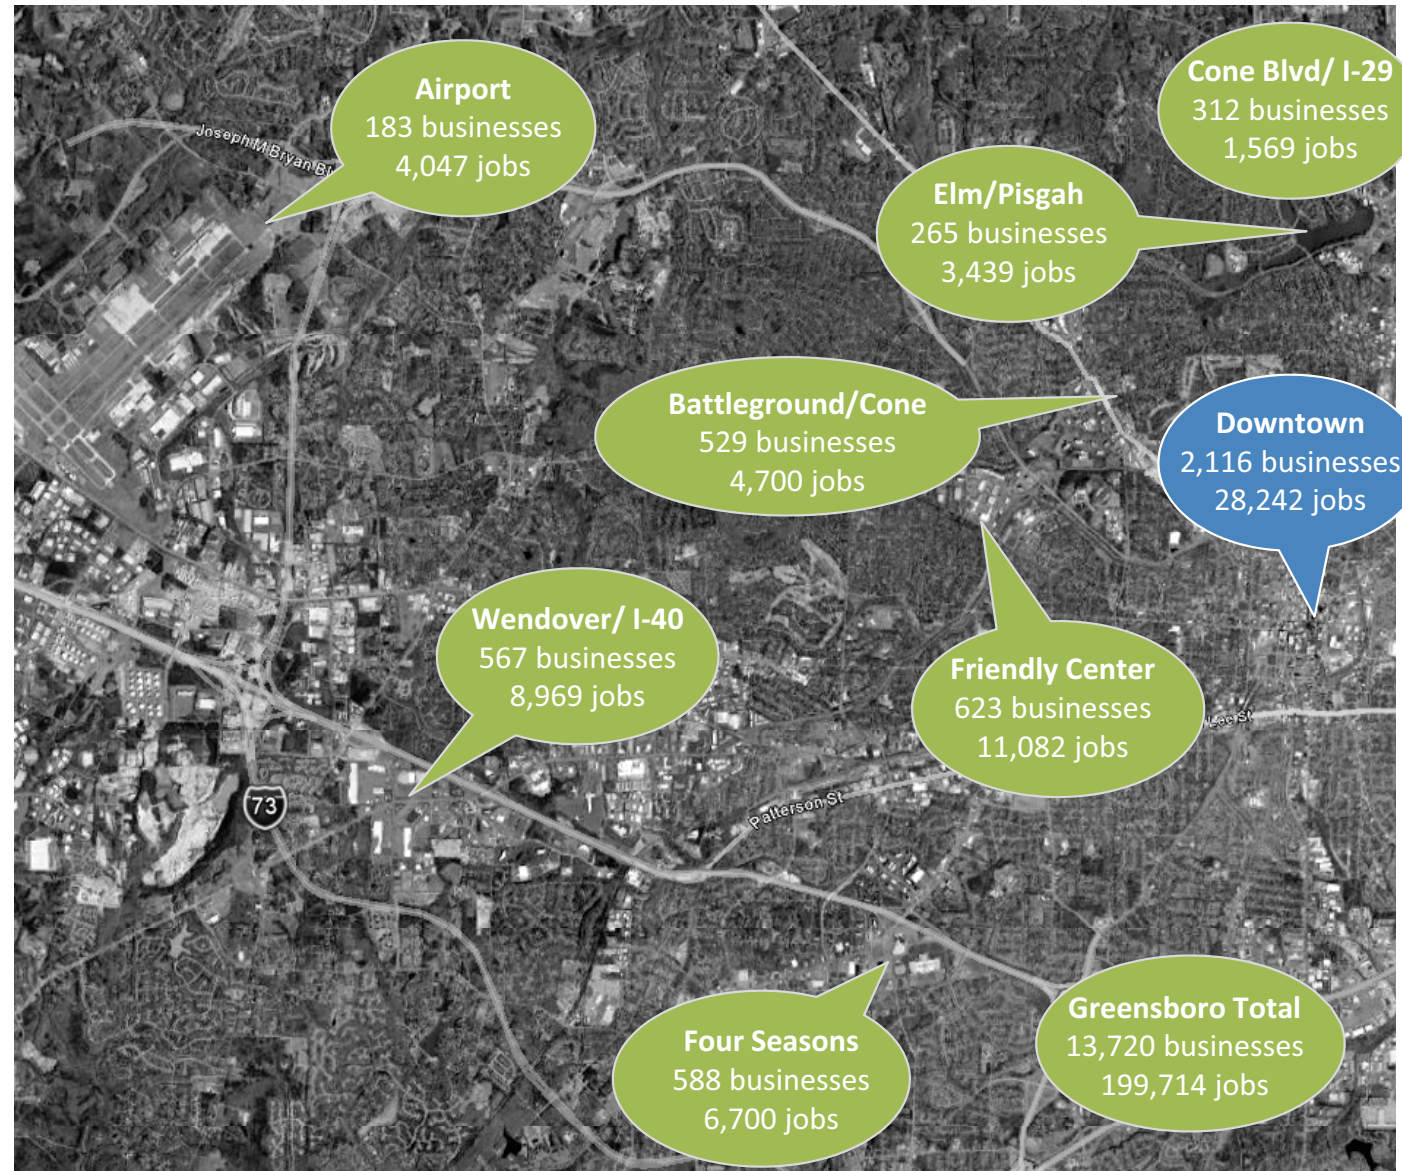 Airport
183 businesses
4,047 jobs
Cone Blvd/ I-29
312 businesses
1,569 jobs
Joseph M Bryan Bl
Elm/Pisgah
265 businesses
3,439 jobs
Battleground/Cone
529 businesses
4,700 jobs
Downtown
2,116 businesses
28,242 jobs
Wendover/ I-40
567 businesses
8,969 jobs
Friendly Center
623 businesses
11,082 jobs
Lee St
73
Patterson St
Four Seasons
588 businesses
6,700 jobs
Greensboro Total
13,720 businesses
199,714 jobs